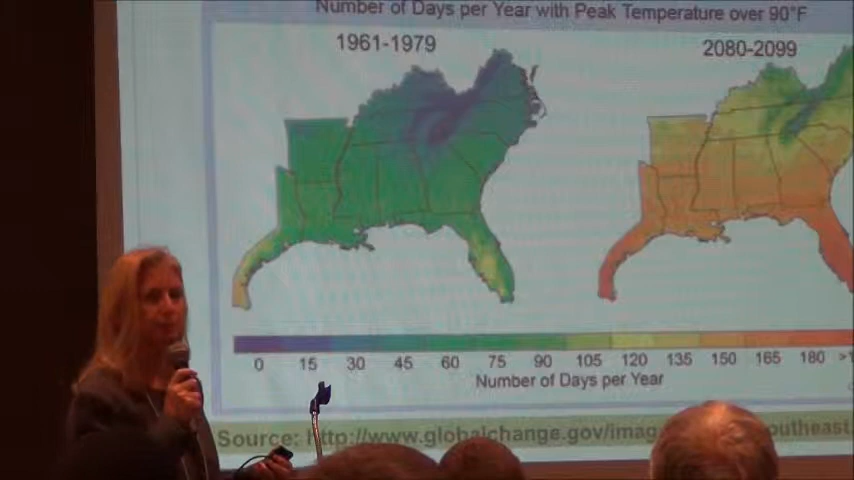 Number of Days per Year with Peak Temperature over 90°F
1961-1979
2080-2099
0 15 30 45 60 75 90 105 120 135 150 165 180 >1
Number of Days per Year
Source: http://www.globalchange.gov/imag outheast